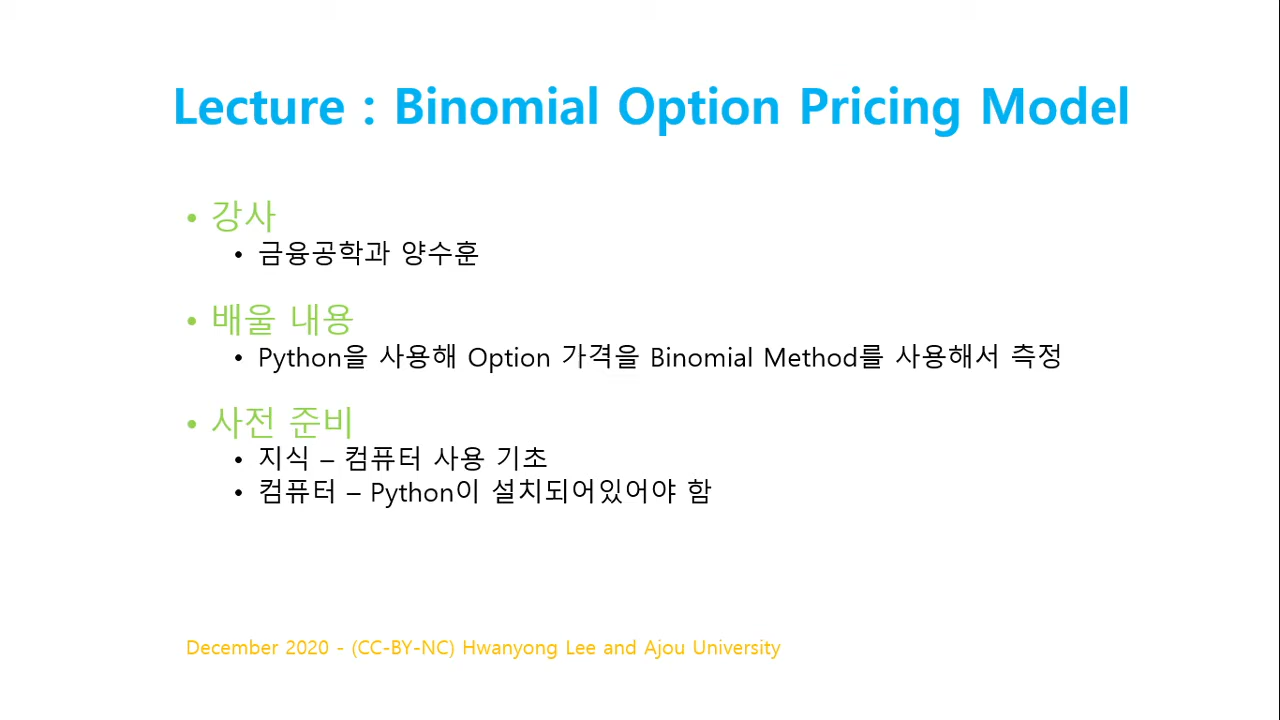 Lecture : Binomial Option Pricing Model
• 강사
• 금융공학과 양수훈
• 배울 내용
• Python을 사용해 Option 가격을 Binomial Method를 사용해서 측정
• 사전 준비
• 지식 – 컴퓨터 사용 기초
• 컴퓨터 – Python이 설치되어있어야 함
December 2020 - (CC-BY-NC) Hwanyong Lee and Ajou University